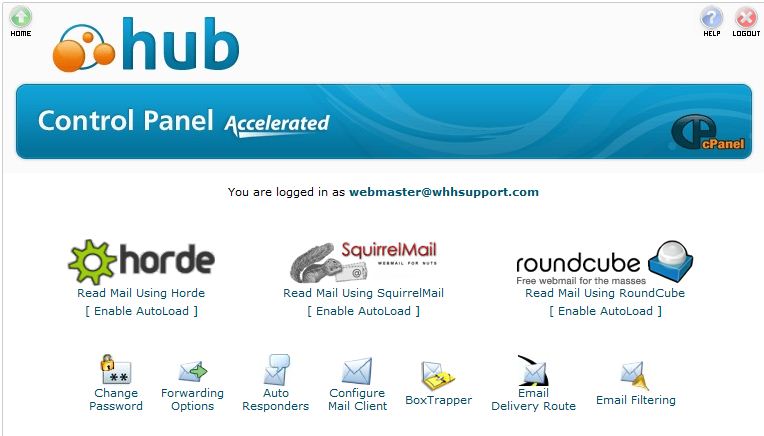 HOME
hub
HELP
LOGOUT
Control Panel Accelerated
cPanel
You are logged in as webmaster@whhsupport.com
horde
SquirrelMail
WEBMAIL FOR NUTS
roundcube
Free webmail for the masses
Read Mail Using Horde
Read Mail Using SquirrelMail
Read Mail Using RoundCube
[ Enable AutoLoad ]
[ Enable AutoLoad ]
[ Enable AutoLoad ]
Change
Password
Forwarding
Options
Auto
Responders
Configure
Mail Client
BoxTrapper
Email
Delivery Route
Email Filtering